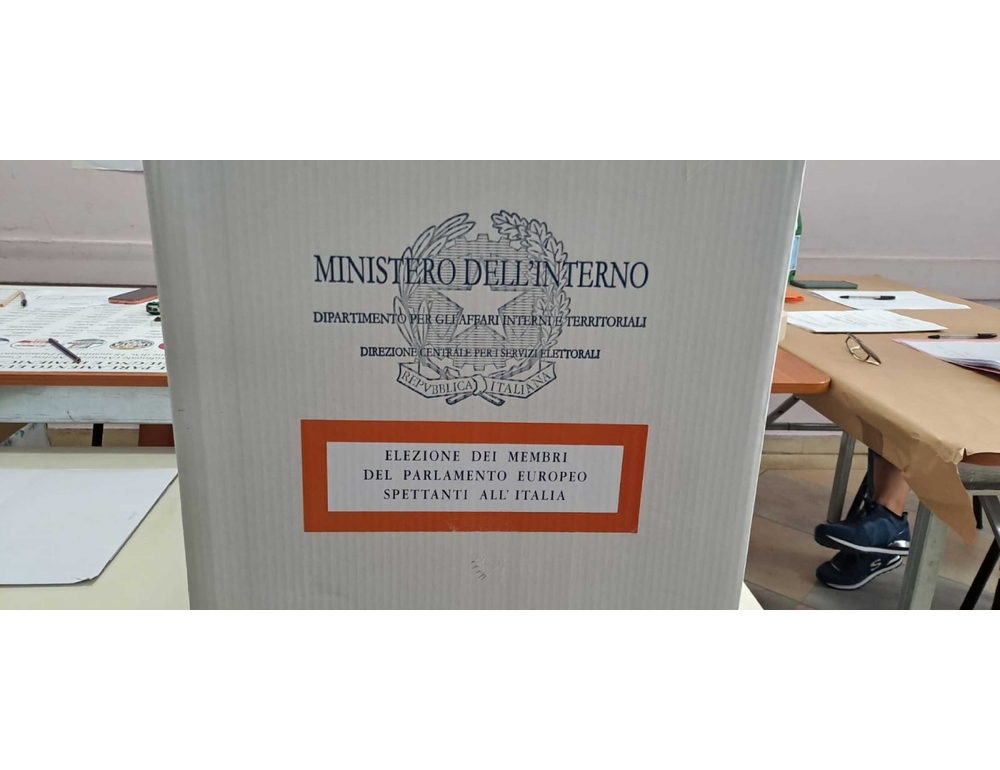 MINISTERO DELL'INTERNO
DIPARTIMENTO PER GLI AFFARI INTERNI E TERRITORIALI
DIREZIONE CENTRALE PER I SERVIZI ELETTORALI
REPVBBLICA ITALIANA
ELEZIONE DEI MEMBRI
DEL PARLAMENTO EUROPEO
SPETTANTI ALL'ITALIA